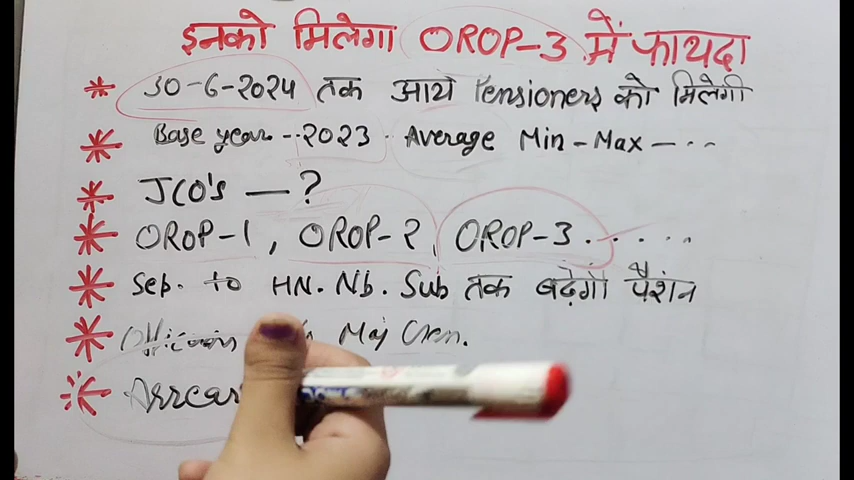 इनको मिलेगा OROP-3 में फायदा
* 30-6-2024 तक आये Pensioners को मिलेगी
* Base year -- 2023 Average Min - Max - ...
* JCO's — ?
* OROP-1, OROP-2, OROP-3 .....
* Sep. to HN. Nb. Sub तक बढ़ेगी पैंशन
* Maj Gen.
*